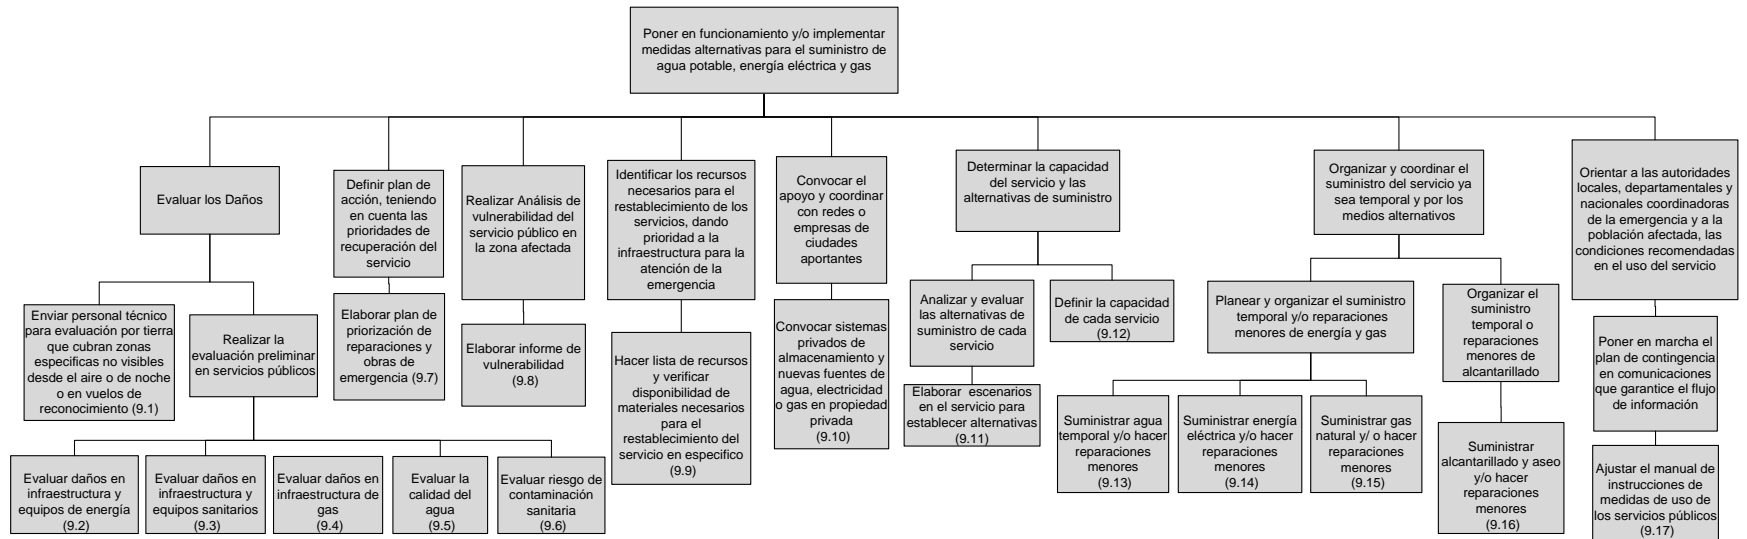 Poner en funcionamiento y/o implementar
medidas alternativas para el suministro de
agua potable, energía eléctrica y gas
Evaluar los Daños
Definir plan de
acción, teniendo
en cuenta las
prioridades de
recuperación del
servicio
Realizar Análisis de
vulnerabilidad del
servicio público en
la zona afectada
Identificar los recursos
necesarios para el
restablecimiento de los
servicios, dando
prioridad a la
infraestructura para la
atención de la
emergencia
Convocar el
apoyo y coordinar
con redes o
empresas de
ciudades
aportantes
Determinar la capacidad
del servicio y las
alternativas de suministro
Organizar y coordinar el
suministro del servicio ya
sea temporal y por los
medios alternativos
Orientar a las autoridades
locales, departamentales y
nacionales coordinadoras
de la emergencia y a la
población afectada, las
condiciones recomendadas
en el uso del servicio
Enviar personal técnico
para evaluación por tierra
que cubran zonas
especificas no visibles
desde el aire o de noche
o en vuelos de
reconocimiento (9.1)
Realizar la
evaluación preliminar
en servicios públicos
Elaborar plan de
priorización de
reparaciones y
obras de
emergencia (9.7)
Elaborar informe de
vulnerabilidad
(9.8)
Hacer lista de recursos
y verificar
disponibilidad de
materiales necesarios
para el
restablecimiento del
servicio en especifico
(9.9)
Convocar sistemas
privados de
almacenamiento y
nuevas fuentes de
agua, electricidad
o gas en propiedad
privada
(9.10)
Analizar y evaluar
las alternativas de
suministro de cada
servicio
Definir la capacidad
de cada servicio
(9.12)
Elaborar escenarios
en el servicio para
establecer alternativas
(9.11)
Planear y organizar el suministro
temporal y/o reparaciones
menores de energía y gas
Organizar el
suministro
temporal o
reparaciones
menores de
alcantarillado
Poner en marcha el
plan de contingencia
en comunicaciones
que garantice el flujo
de información
Evaluar daños en
infraestructura y
equipos de energía
(9.2)
Evaluar daños en
infraestructura y
equipos sanitarios
(9.3)
Evaluar daños en
infraestructura de
gas
(9.4)
Evaluar la
calidad del
agua
(9.5)
Evaluar riesgo de
contaminación
sanitaria
(9.6)
Suministrar agua
temporal y/o hacer
reparaciones
menores
(9.13)
Suministrar energía
eléctrica y/o hacer
reparaciones
menores
(9.14)
Suministrar gas
natural y/ o hacer
reparaciones
menores
(9.15)
Suministrar
alcantarillado y aseo
y/o hacer
reparaciones
menores
(9.16)
Ajustar el manual de
instrucciones de
medidas de uso de
los servicios públicos
(9.17)